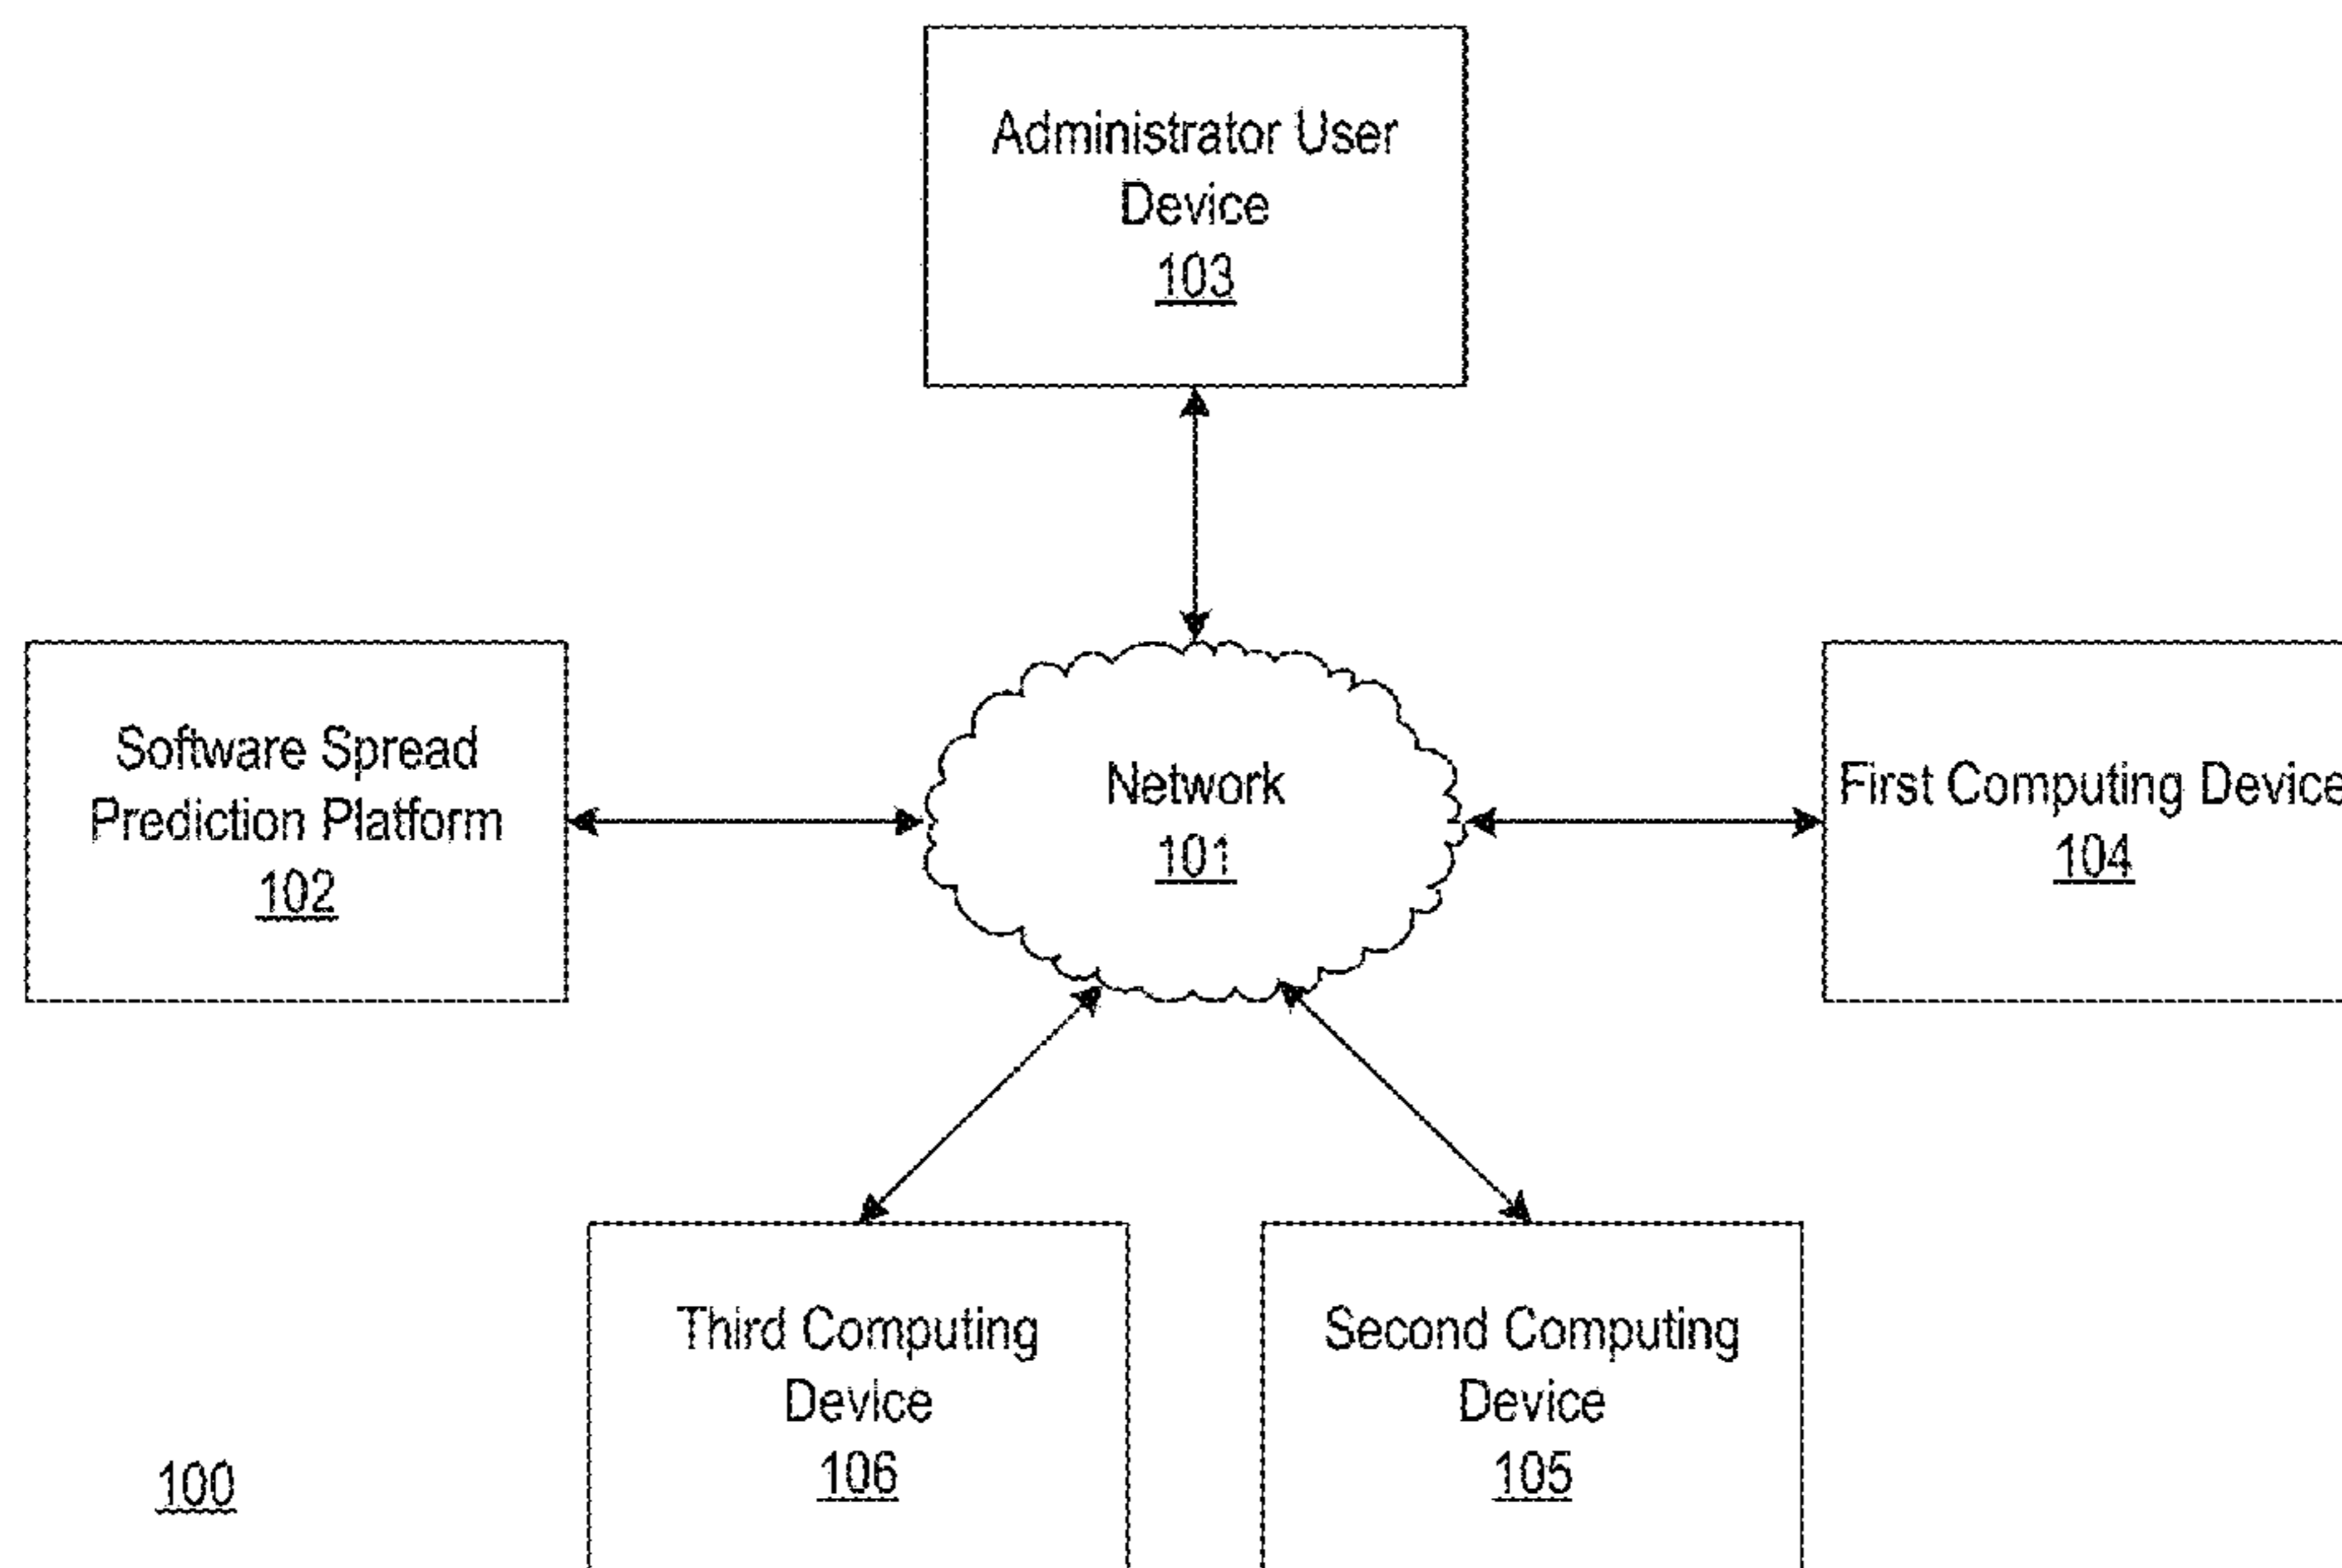 Administrator User
Device
103
Software Spread
Prediction Platform
102
Network
101
First Computing Device
104
Third Computing
Device
106
Second Computing
Device
105
100